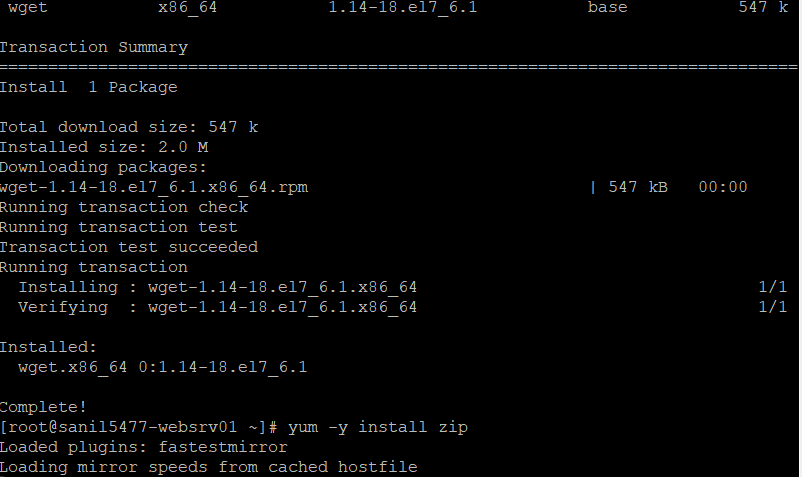 wget x86_64 1.14-18.el7_6.1 base 547 k
Transaction Summary
================================================================================
Install  1 Package
Total download size: 547 k
Installed size: 2.0 M
Downloading packages:
wget-1.14-18.el7_6.1.x86_64.rpm | 547 kB 00:00
Running transaction check
Running transaction test
Transaction test succeeded
Running transaction
Installing : wget-1.14-18.el7_6.1.x86_64 1/1
Verifying  : wget-1.14-18.el7_6.1.x86_64 1/1
Installed:
wget.x86_64 0:1.14-18.el7_6.1
Complete!
[root@sanil5477-websrv01 ~]# yum -y install zip
Loaded plugins: fastestmirror
Loading mirror speeds from cached hostfile